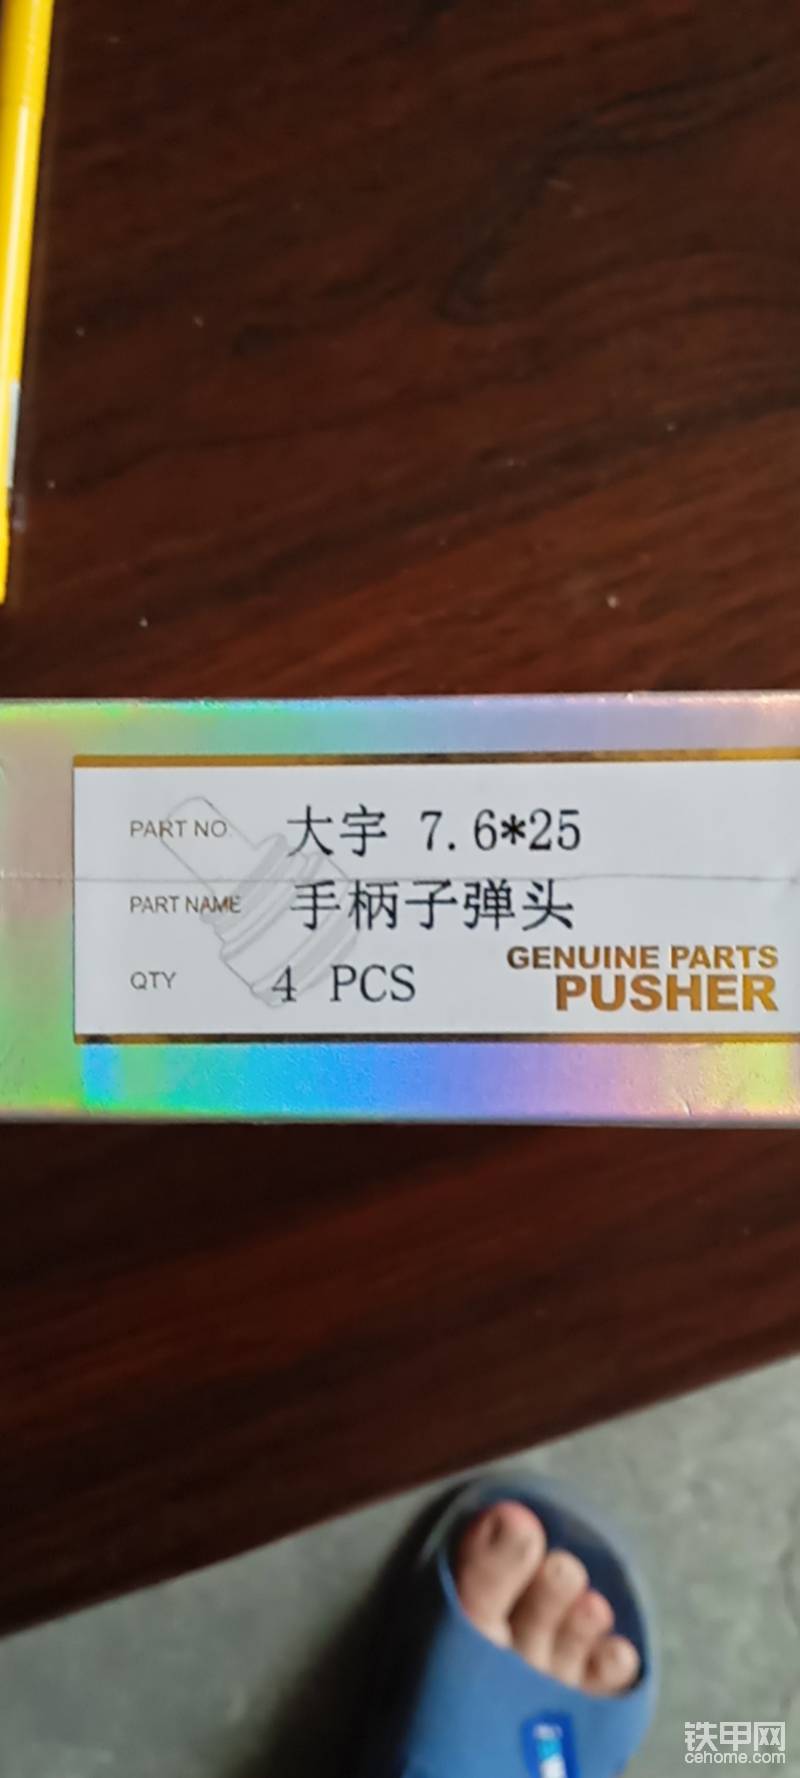 PART NO. 大宇 7.6*25
PART NAME 手柄子弹头
QTY 4 PCS
GENUINE PARTS
PUSHER
铁甲网
cehome.com